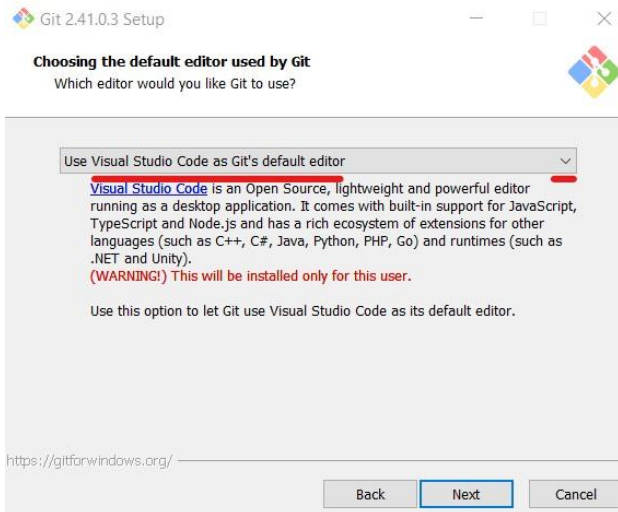 Git 2.41.0.3 Setup
Choosing the default editor used by Git
Which editor would you like Git to use?
Use Visual Studio Code as Git's default editor
Visual Studio Code is an Open Source, lightweight and powerful editor
running as a desktop application. It comes with built-in support for JavaScript,
TypeScript and Node.js and has a rich ecosystem of extensions for other
languages (such as C++, C#, Java, Python, PHP, Go) and runtimes (such as
.NET and Unity).
(WARNING!) This will be installed only for this user.
Use this option to let Git use Visual Studio Code as its default editor.
https://gitforwindows.org/
Back Next Cancel